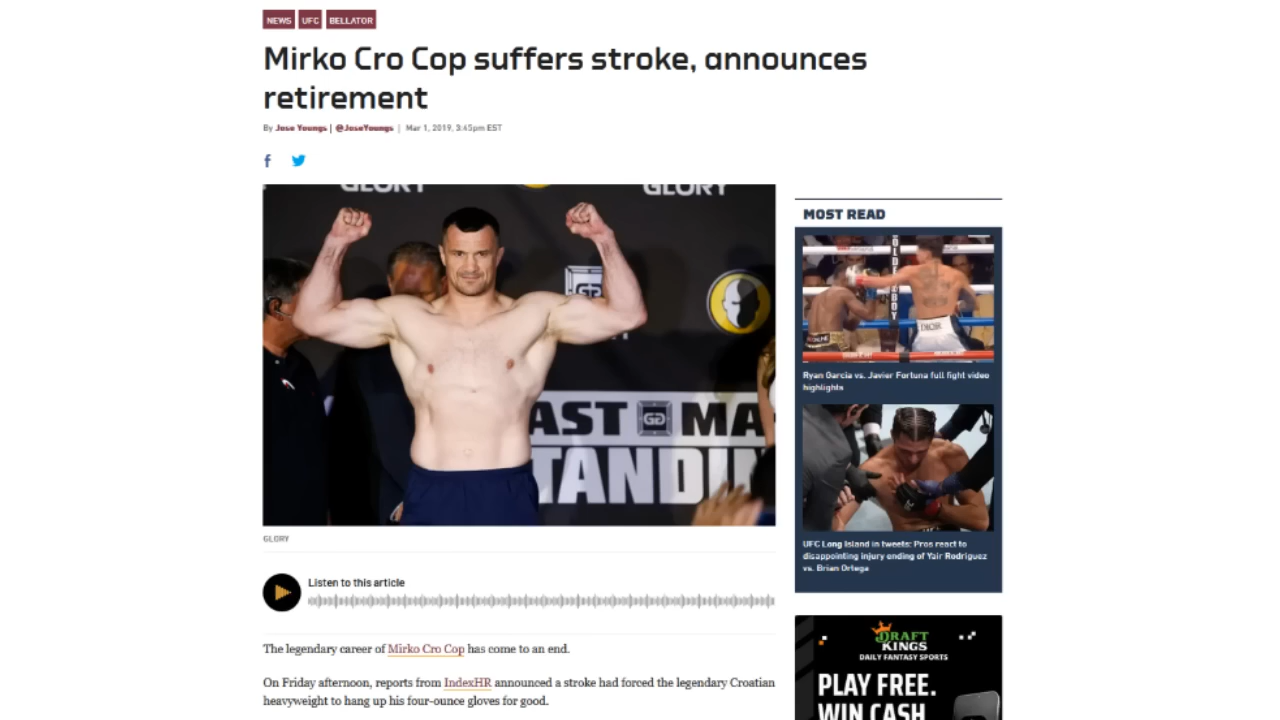 NEWS UFC BELLATOR
Mirko Cro Cop suffers stroke, announces
retirement
By Jose Youngs | @JoseYoungs | Mar 1, 2019, 3:45pm EST
GLORY
GLORY
AST GG MA
TANDIN
GLORY
Listen to this article
The legendary career of Mirko Cro Cop has come to an end.
On Friday afternoon, reports from IndexHR announced a stroke had forced the legendary Croatian
heavyweight to hang up his four-ounce gloves for good.
MOST READ
DIOR
Ryan Garcia vs. Javier Fortuna full fight video
highlights
UFC Long Island in tweets: Pros react to
disappointing injury ending of Yair Rodriguez
vs. Brian Ortega
DRAFT
KINGS
DAILY FANTASY SPORTS
PLAY FREE.
WIN CASH